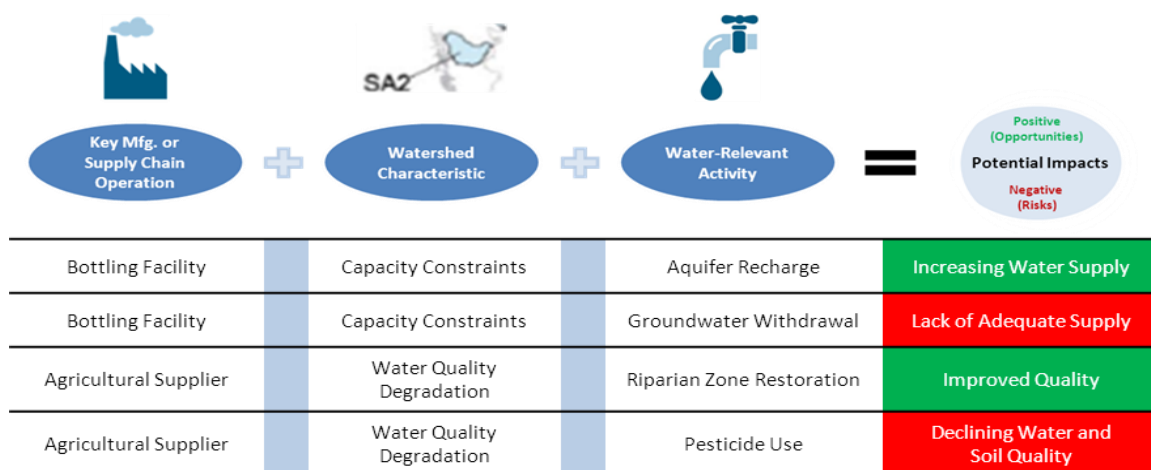 SA2
Key Mfg. or
Supply Chain
Operation
Watershed
Characteristic
Water-Relevant
Activity
Positive
(Opportunities)
Potential Impacts
Negative
(Risks)
Bottling Facility
Capacity Constraints
Aquifer Recharge
Increasing Water Supply
Bottling Facility
Capacity Constraints
Groundwater Withdrawal
Lack of Adequate Supply
Agricultural Supplier
Water Quality
Degradation
Riparian Zone Restoration
Improved Quality
Agricultural Supplier
Water Quality
Degradation
Pesticide Use
Declining Water and
Soil Quality